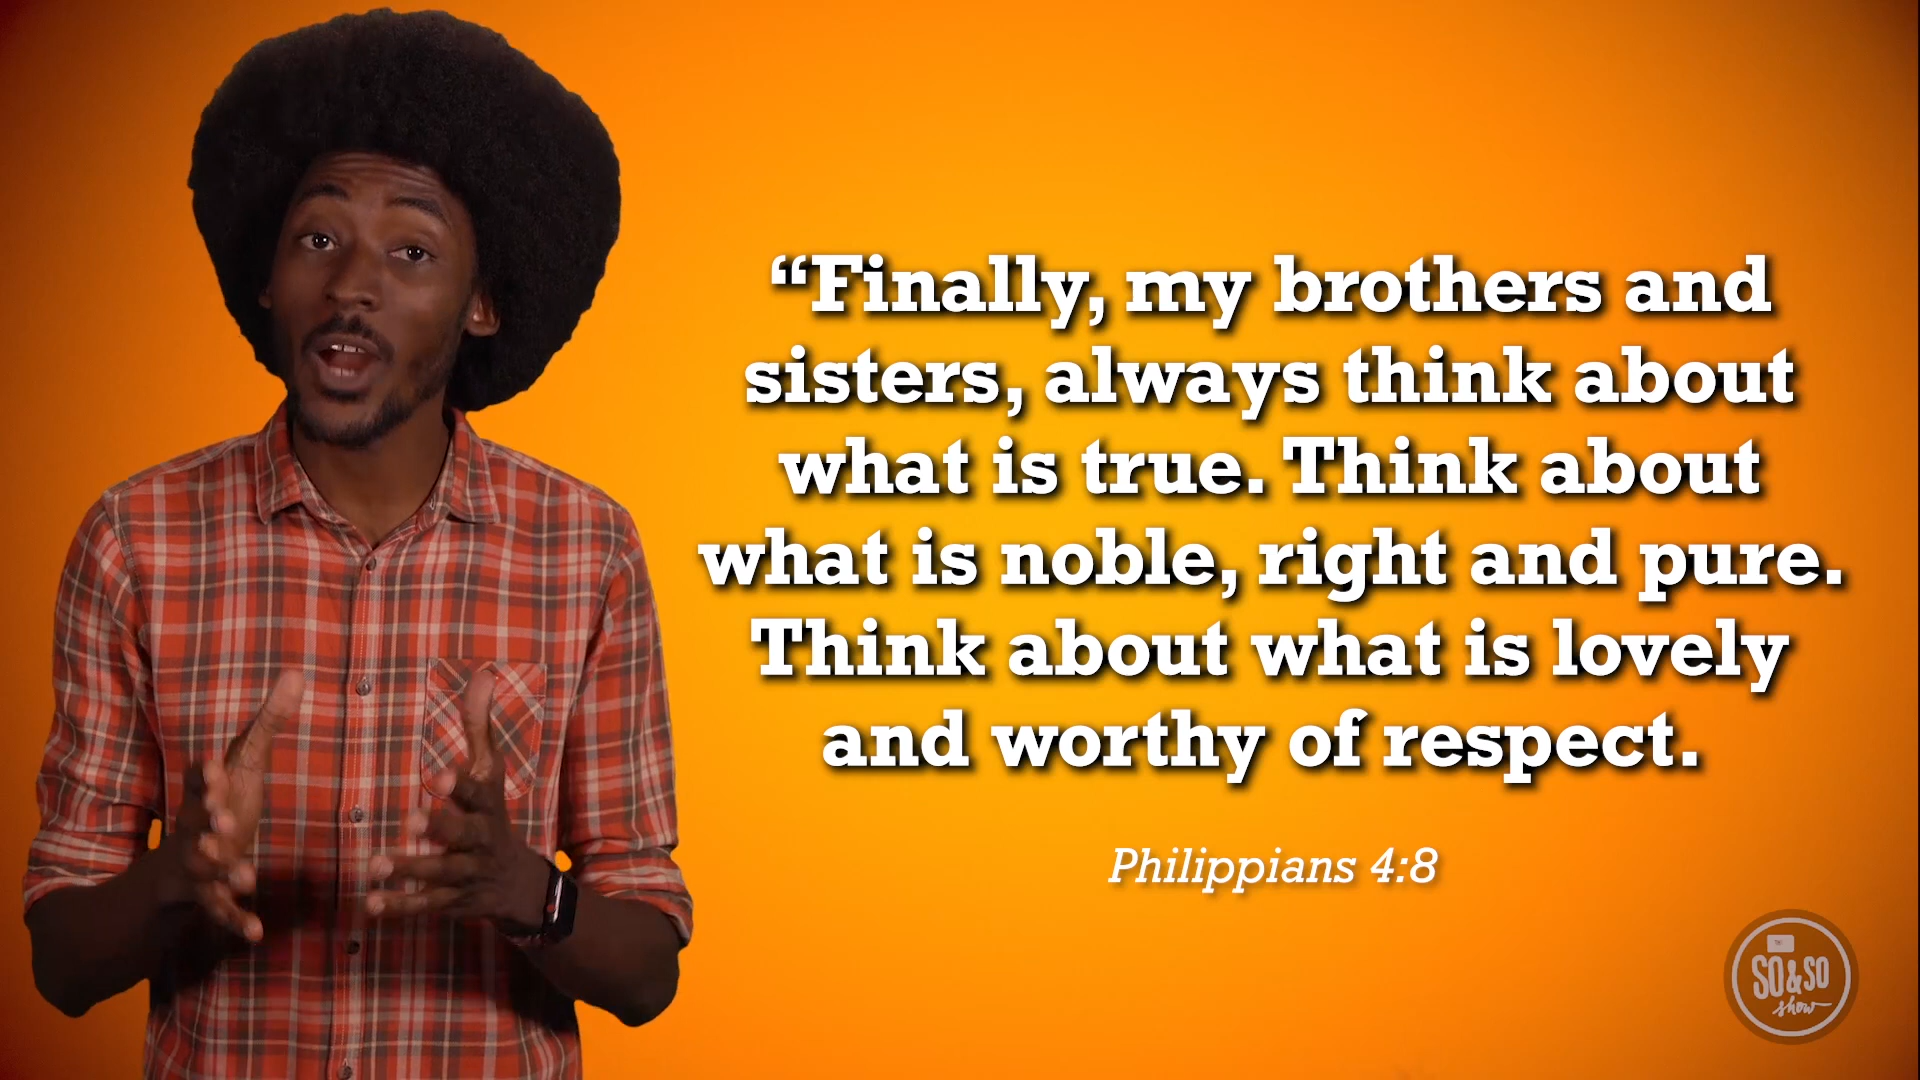 “Finally, my brothers and
sisters, always think about
what is true. Think about
what is noble, right and pure.
Think about what is lovely
and worthy of respect.
Philippians 4:8
SO & SO
show